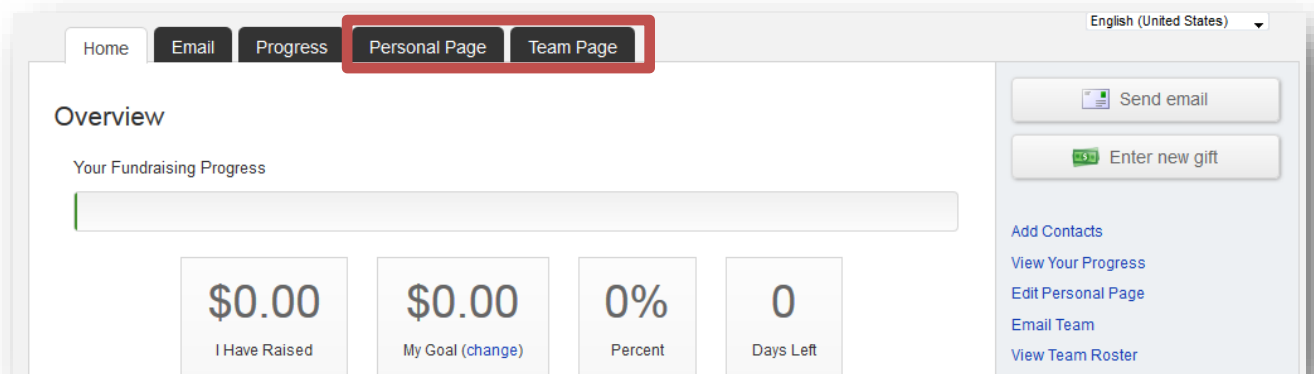 English (United States)
Home Email Progress Personal Page Team Page
Send email
Overview
Enter new gift
Your Fundraising Progress
Add Contacts
View Your Progress
Edit Personal Page
Email Team
View Team Roster
$0.00 $0.00 0% 0
I Have Raised My Goal (change) Percent Days Left